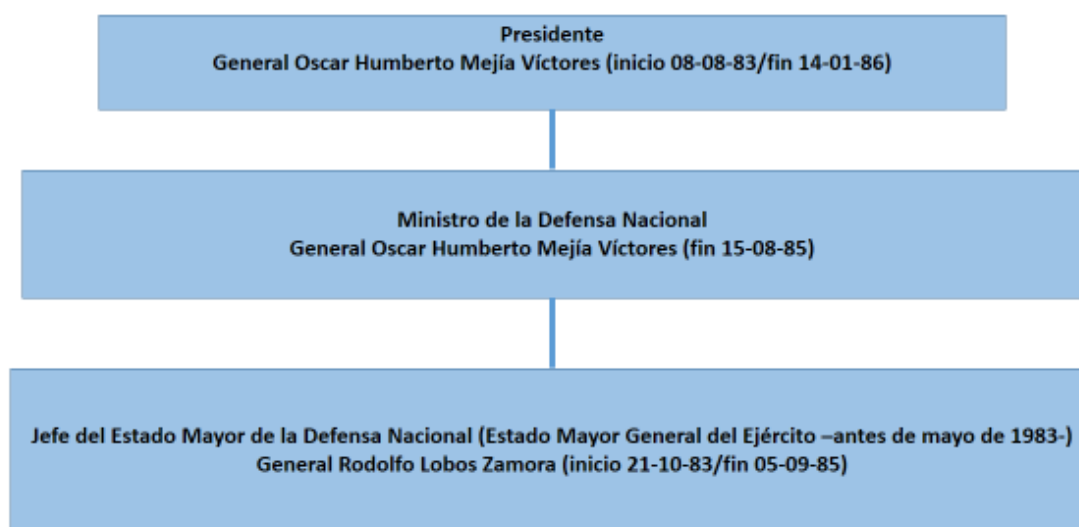 Presidente
General Oscar Humberto Mejía Víctores (inicio 08-08-83/fin 14-01-86)
Ministro de la Defensa Nacional
General Oscar Humberto Mejía Víctores (fin 15-08-85)
Jefe del Estado Mayor de la Defensa Nacional (Estado Mayor General del Ejército –antes de mayo de 1983-)
General Rodolfo Lobos Zamora (inicio 21-10-83/fin 05-09-85)